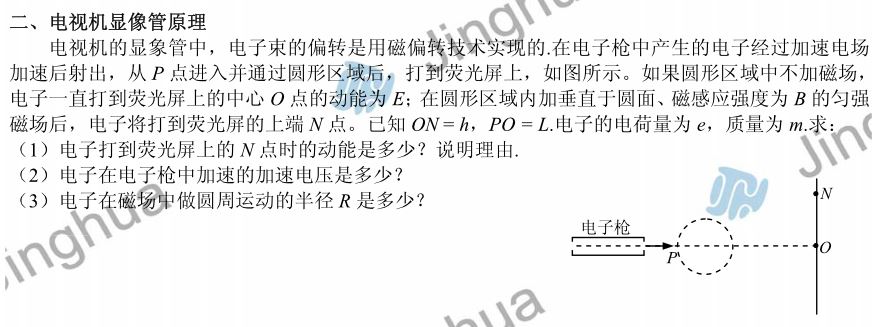 二、电视机显像管原理
电视机的显象管中，电子束的偏转是用磁偏转技术实现的.在电子枪中产生的电子经过加速电场
加速后射出，从 P 点进入并通过圆形区域后，打到荧光屏上，如图所示。如果圆形区域中不加磁场，
电子一直打到荧光屏上的中心 O 点的动能为 E；在圆形区域内加垂直于圆面、磁感应强度为 B 的匀强
磁场后，电子将打到荧光屏的上端 N 点。已知 ON = h，PO = L.电子的电荷量为 e，质量为 m.求：
（1）电子打到荧光屏上的 N 点时的动能是多少？说明理由.
（2）电子在电子枪中加速的加速电压是多少？
（3）电子在磁场中做圆周运动的半径 R 是多少？
N
电子枪
P
O
Jinghua
Jing
Jinghua
hua